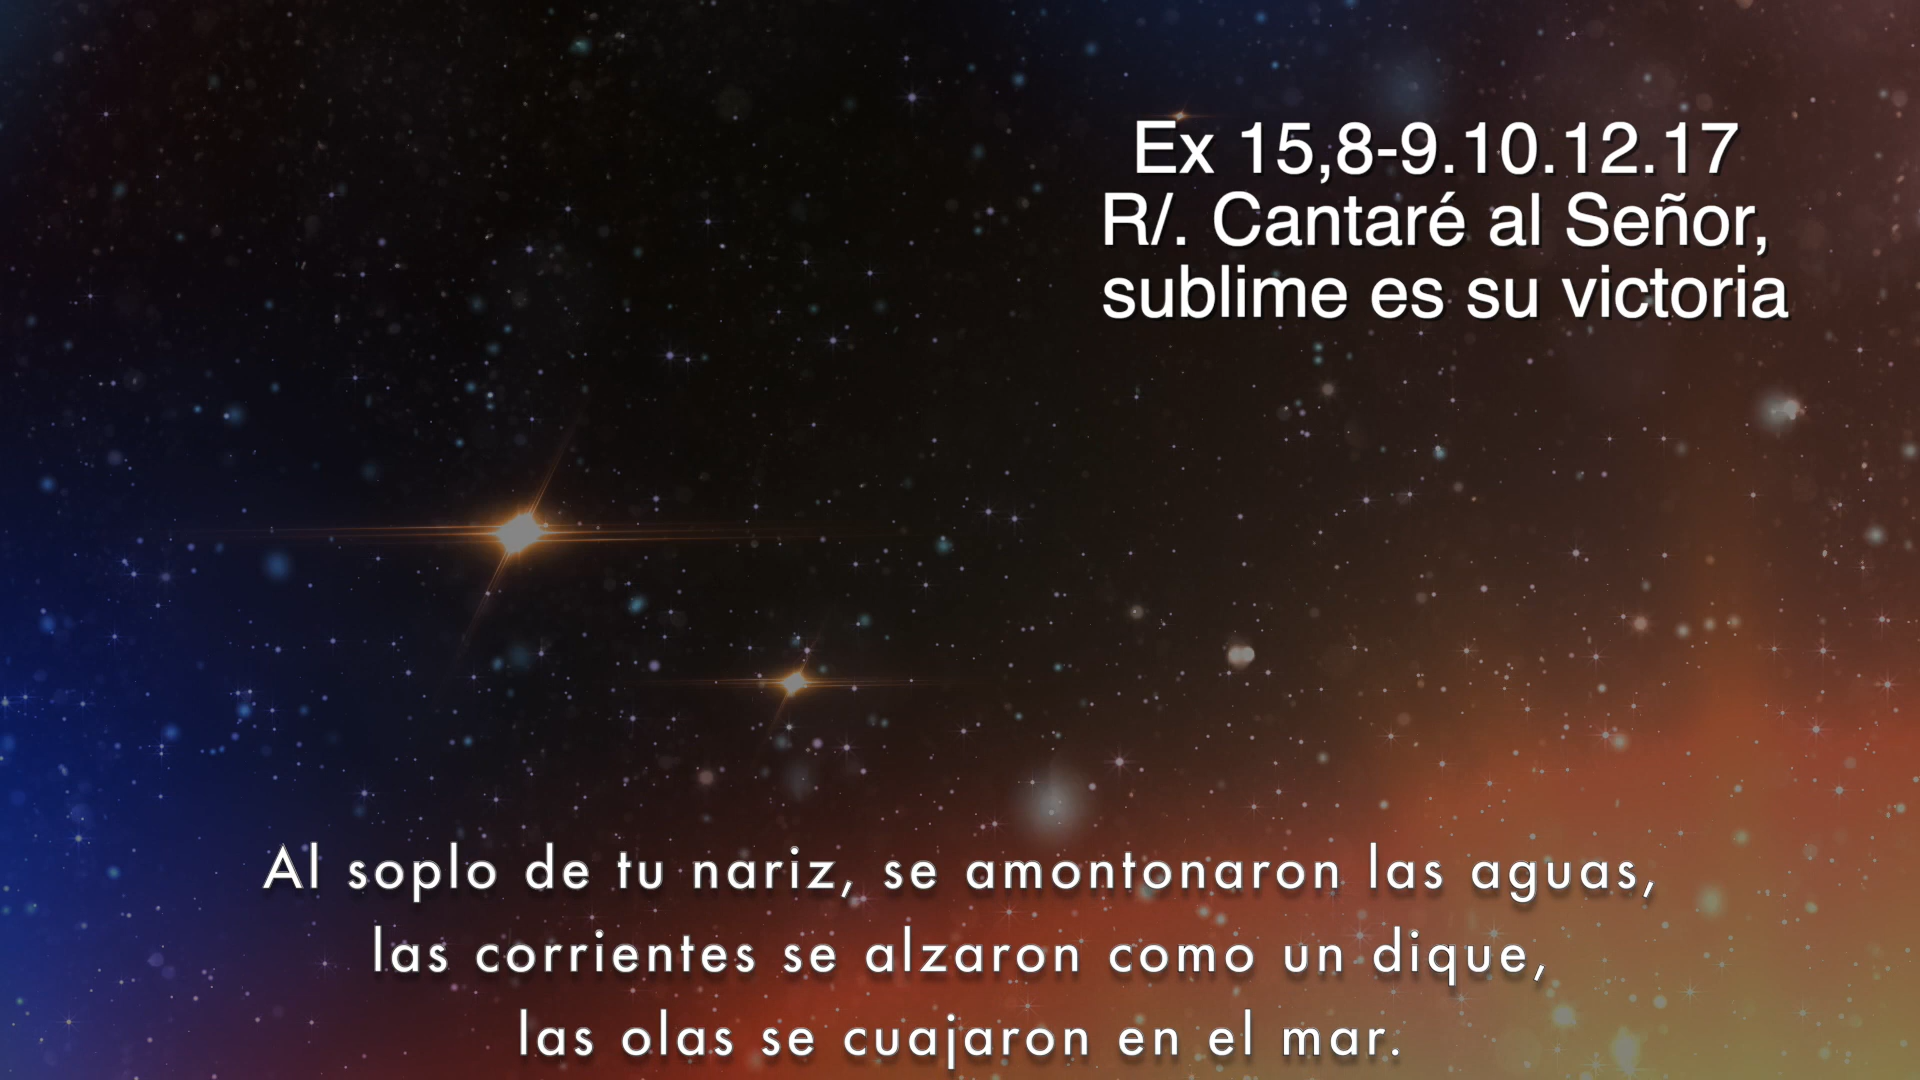 Ex 15,8-9.10.12.17
R/. Cantaré al Señor,
sublime es su victoria
Al soplo de tu nariz, se amontonaron las aguas,
las corrientes se alzaron como un dique,
las olas se cuajaron en el mar.